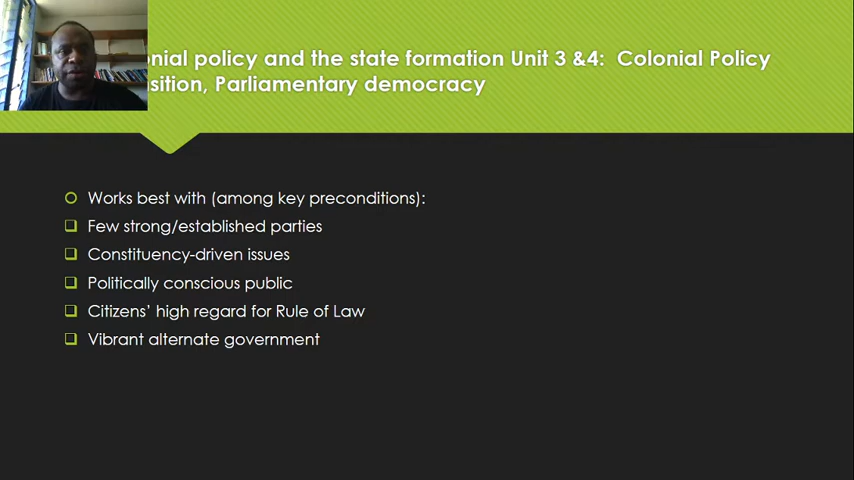 policy and the state formation Unit 3 &4: Colonial Policy
Parliamentary democracy
Works best with (among key preconditions):
Few strong/established parties
Constituency-driven issues
Politically conscious public
Citizens’ high regard for Rule of Law
Vibrant alternate government